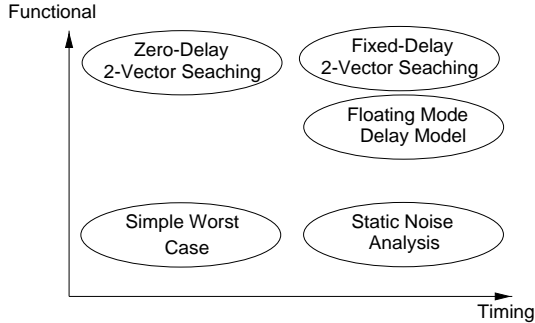 Functional
Zero-Delay
2-Vector Seaching
Fixed-Delay
2-Vector Seaching
Floating Mode
Delay Model
Simple Worst
Case
Static Noise
Analysis
Timing